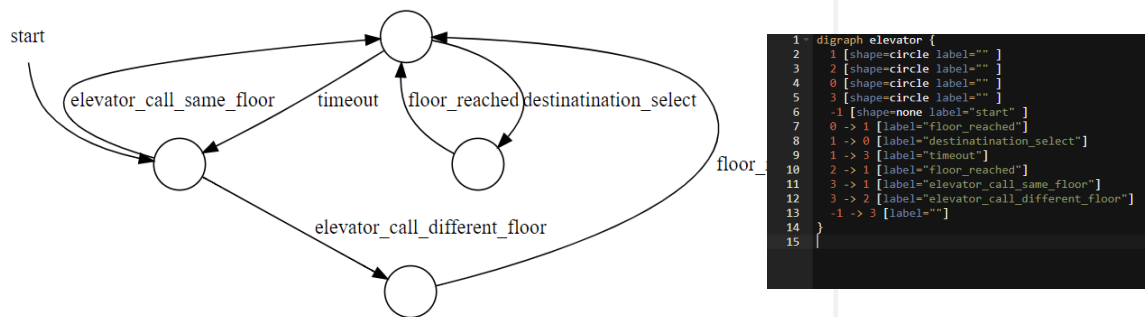 start
elevator_call_same_floor
timeout
floor_reached
destinatination_select
floor_
elevator_call_different_floor
1 digraph elevator {
2 1 [shape=circle label="" ]
3 2 [shape=circle label="" ]
4 0 [shape=circle label="" ]
5 3 [shape=circle label="" ]
6 -1 [shape=none label="start" ]
7 0 -> 1 [label="floor_reached"]
8 1 -> 0 [label="destinatination_select"]
9 1 -> 3 [label="timeout"]
10 2 -> 1 [label="floor_reached"]
11 3 -> 1 [label="elevator_call_same_floor"]
12 3 -> 2 [label="elevator_call_different_floor"]
13 -1 -> 3 [label=""]
14 }
15